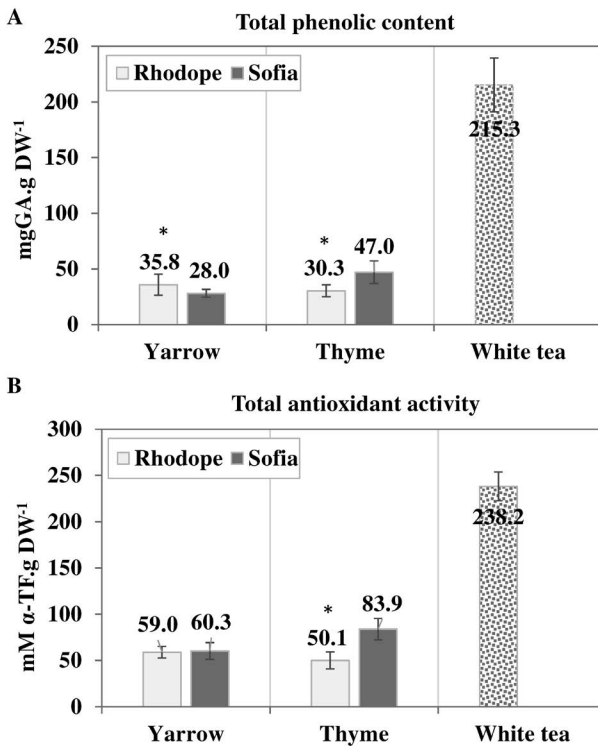 A
Total phenolic content
250
200
150
100
50
0
mgGA.g DW⁻¹
Rhodope Sofia
* *
35.8 28.0 30.3 47.0 215.3
Yarrow Thyme White tea
B
Total antioxidant activity
300
250
200
150
100
50
0
mM α-TF.g DW⁻¹
Rhodope Sofia
*
59.0 60.3 50.1 83.9 238.2
Yarrow Thyme White tea